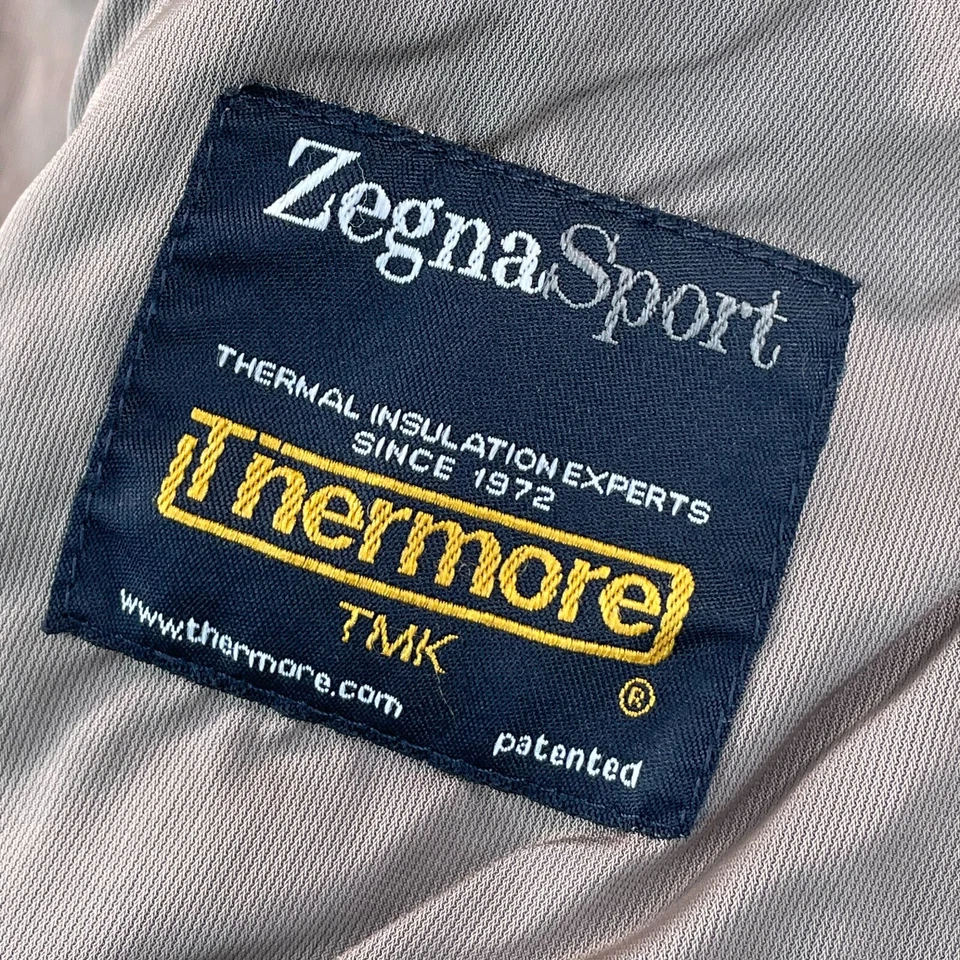 ZegnaSport
THERMAL INSULATION EXPERTS
SINCE 1972
Thermore
TMK
®
www.thermore.com
patented